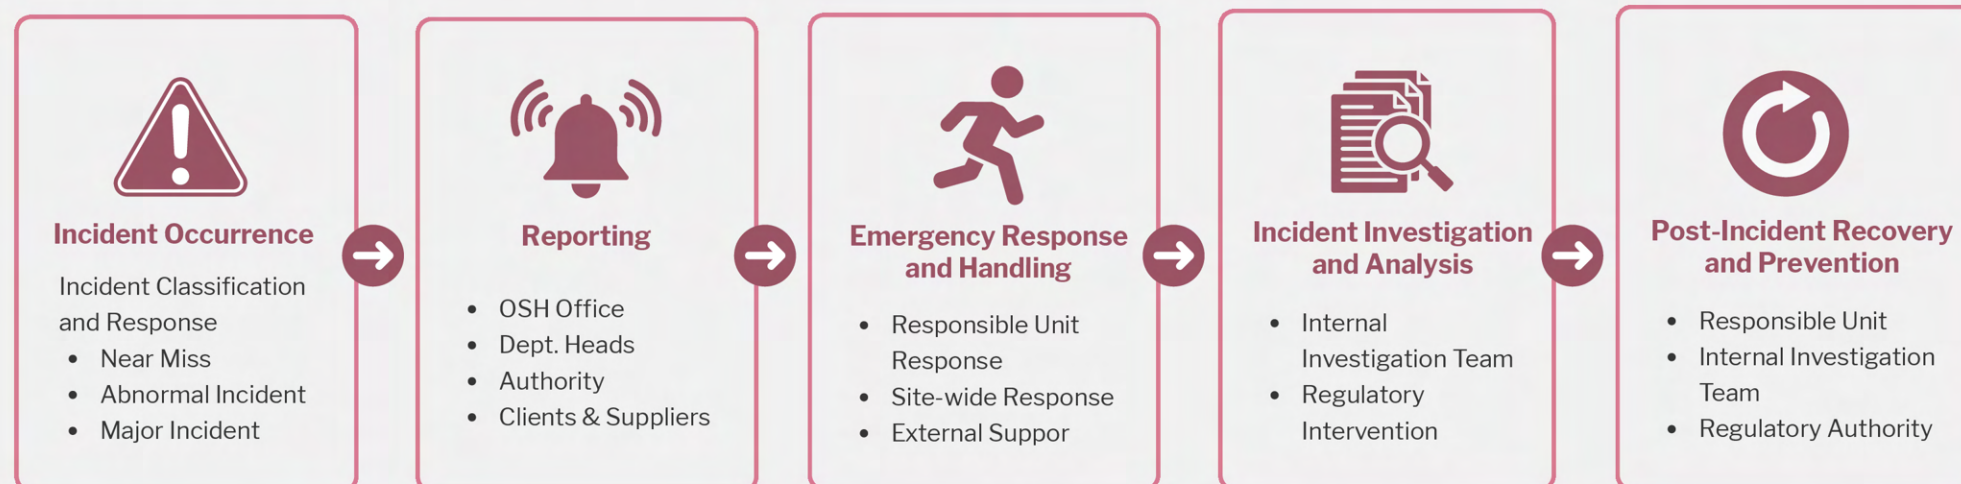 Incident Occurrence
Incident Classification
and Response
• Near Miss
• Abnormal Incident
• Major Incident
Reporting
• OSH Office
• Dept. Heads
• Authority
• Clients & Suppliers
Emergency Response
and Handling
• Responsible Unit
Response
• Site-wide Response
• External Suppor
Incident Investigation
and Analysis
• Internal
Investigation Team
• Regulatory
Intervention
Post-Incident Recovery
and Prevention
• Responsible Unit
• Internal Investigation
Team
• Regulatory Authority